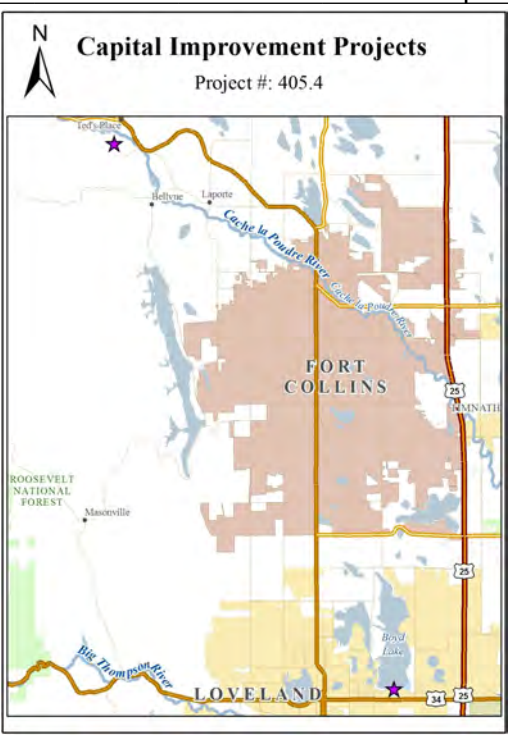 N
Capital Improvement Projects
Project #: 405.4
Ted's Place
Bellvue
Laporte
Cache la Poudre River
Cache la Poudre River
FORT
COLLINS
25
TIMNATH
ROOSEVELT
NATIONAL
FOREST
Masonville
25
Boyd
Lake
Big Thompson River
LOVELAND
34
25